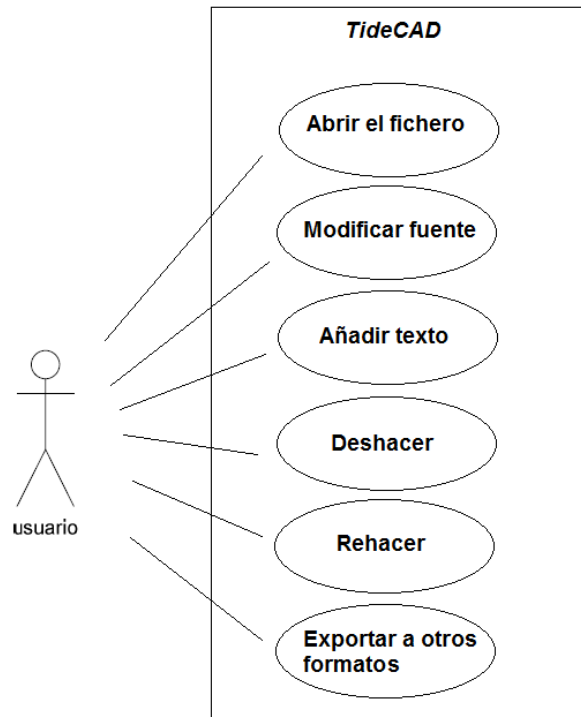 TideCAD
Abrir el fichero
Modificar fuente
Añadir texto
Deshacer
usuario
Rehacer
Exportar a otros
formatos